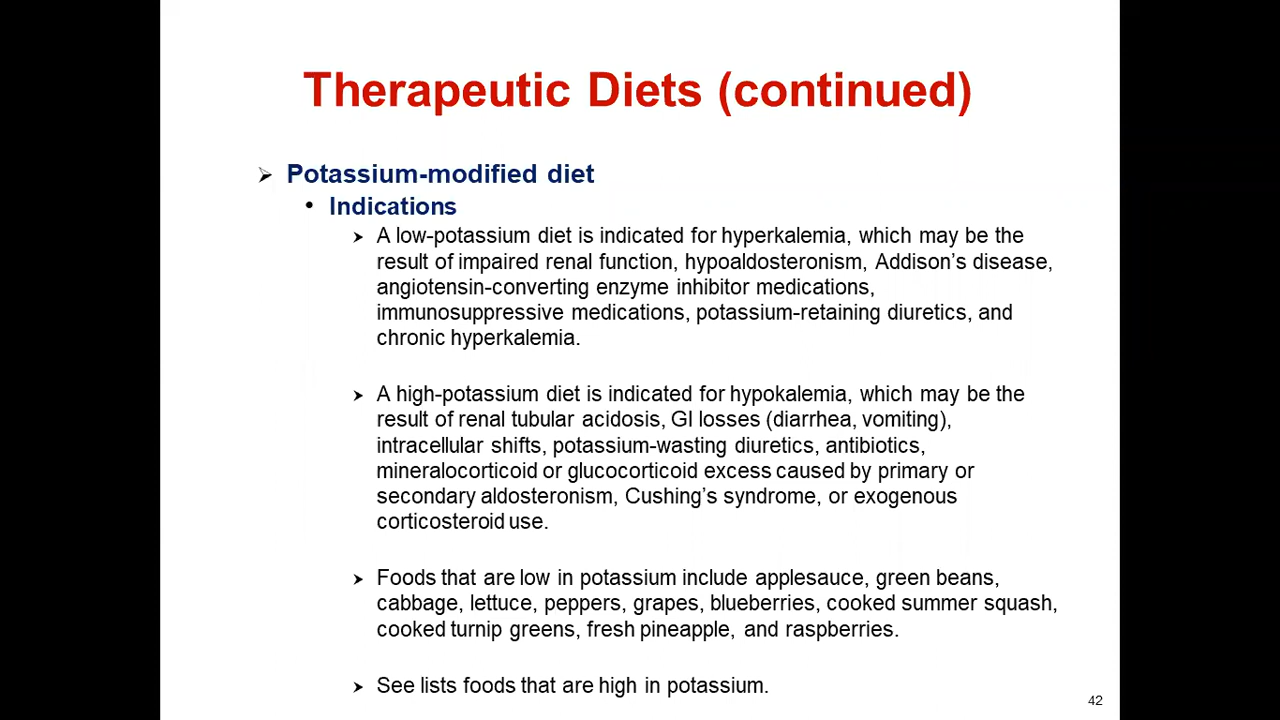 Therapeutic Diets (continued)
➢ Potassium-modified diet
• Indications
➤ A low-potassium diet is indicated for hyperkalemia, which may be the
result of impaired renal function, hypoaldosteronism, Addison's disease,
angiotensin-converting enzyme inhibitor medications,
immunosuppressive medications, potassium-retaining diuretics, and
chronic hyperkalemia.
➤ A high-potassium diet is indicated for hypokalemia, which may be the
result of renal tubular acidosis, GI losses (diarrhea, vomiting),
intracellular shifts, potassium-wasting diuretics, antibiotics,
mineralocorticoid or glucocorticoid excess caused by primary or
secondary aldosteronism, Cushing's syndrome, or exogenous
corticosteroid use.
➤ Foods that are low in potassium include applesauce, green beans,
cabbage, lettuce, peppers, grapes, blueberries, cooked summer squash,
cooked turnip greens, fresh pineapple, and raspberries.
➤ See lists foods that are high in potassium.
42